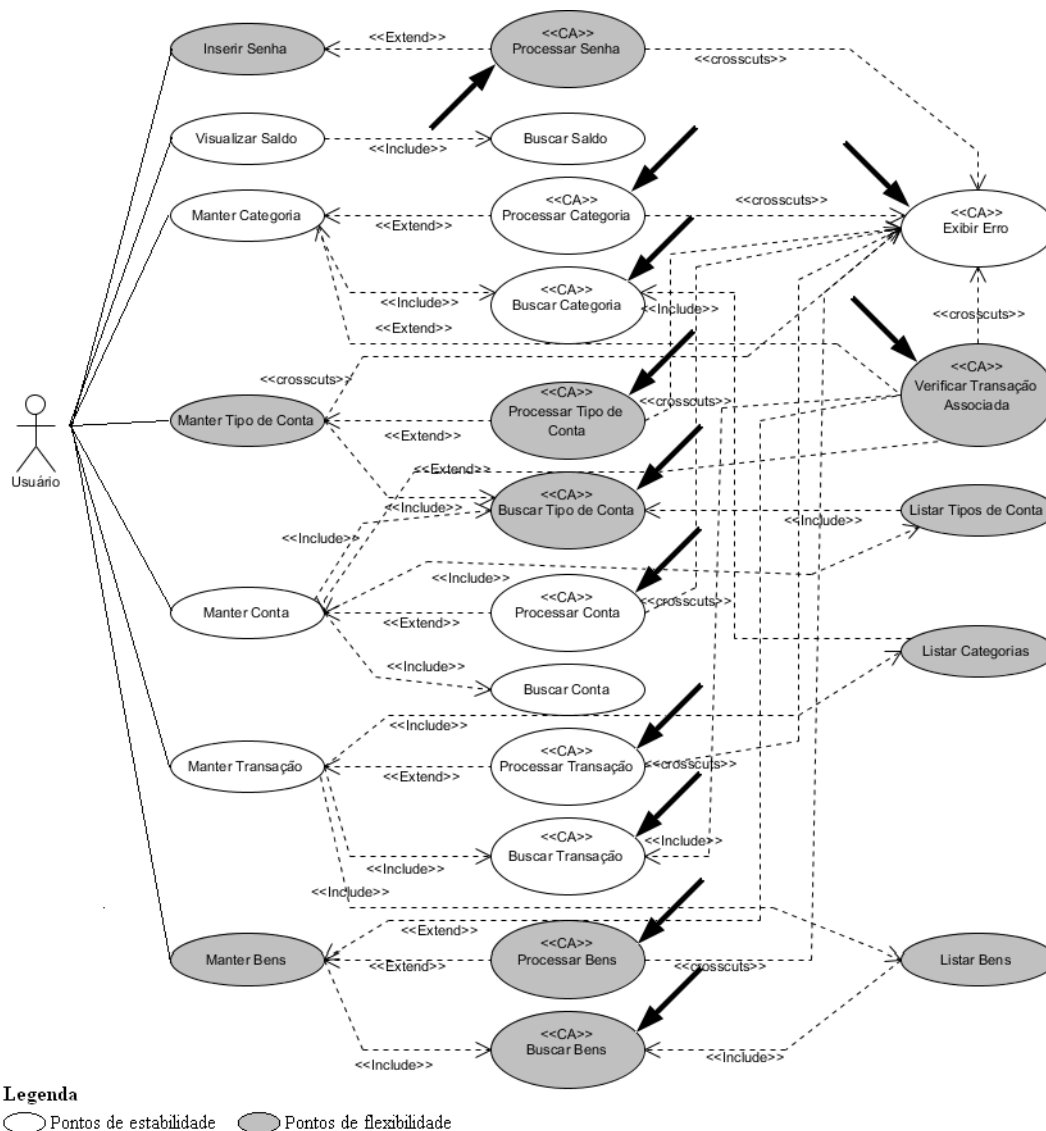 <<Extend>>
Inserir Senha
<<CA>>
Processar Senha
<<crosscuts>>
Visualizar Saldo
<<Include>>
Buscar Saldo
Manter Categoria
<<Extend>>
<<CA>>
Processar Categoria
<<crosscuts>>
<<CA>>
Exibir Erro
<<Include>>
<<CA>>
Buscar Categoria
<<Include>>
<<Extend>>
<<crosscuts>>
<<CA>>
Verificar Transação
Associada
<<crosscuts>>
Manter Tipo de Conta
<<Extend>>
<<CA>>
Processar Tipo de
Conta
<<crosscuts>>
Usuário
<<Extend>>
<<CA>>
Buscar Tipo de Conta
<<Include>>
<<Include>>
<<Include>>
Listar Tipos de Conta
<<Include>>
Manter Conta
<<Extend>>
<<CA>>
Processar Conta
<<crosscuts>>
Listar Categorias
<<Include>>
Buscar Conta
<<Include>>
Manter Transação
<<Extend>>
<<CA>>
Processar Transação
<<crosscuts>>
<<Include>>
<<CA>>
Buscar Transação
<<Include>>
<<Include>>
<<Extend>>
Manter Bens
<<Extend>>
<<CA>>
Processar Bens
<<crosscuts>>
Listar Bens
<<Include>>
<<CA>>
Buscar Bens
<<Include>>
Legenda
Pontos de estabilidade
Pontos de flexibilidade